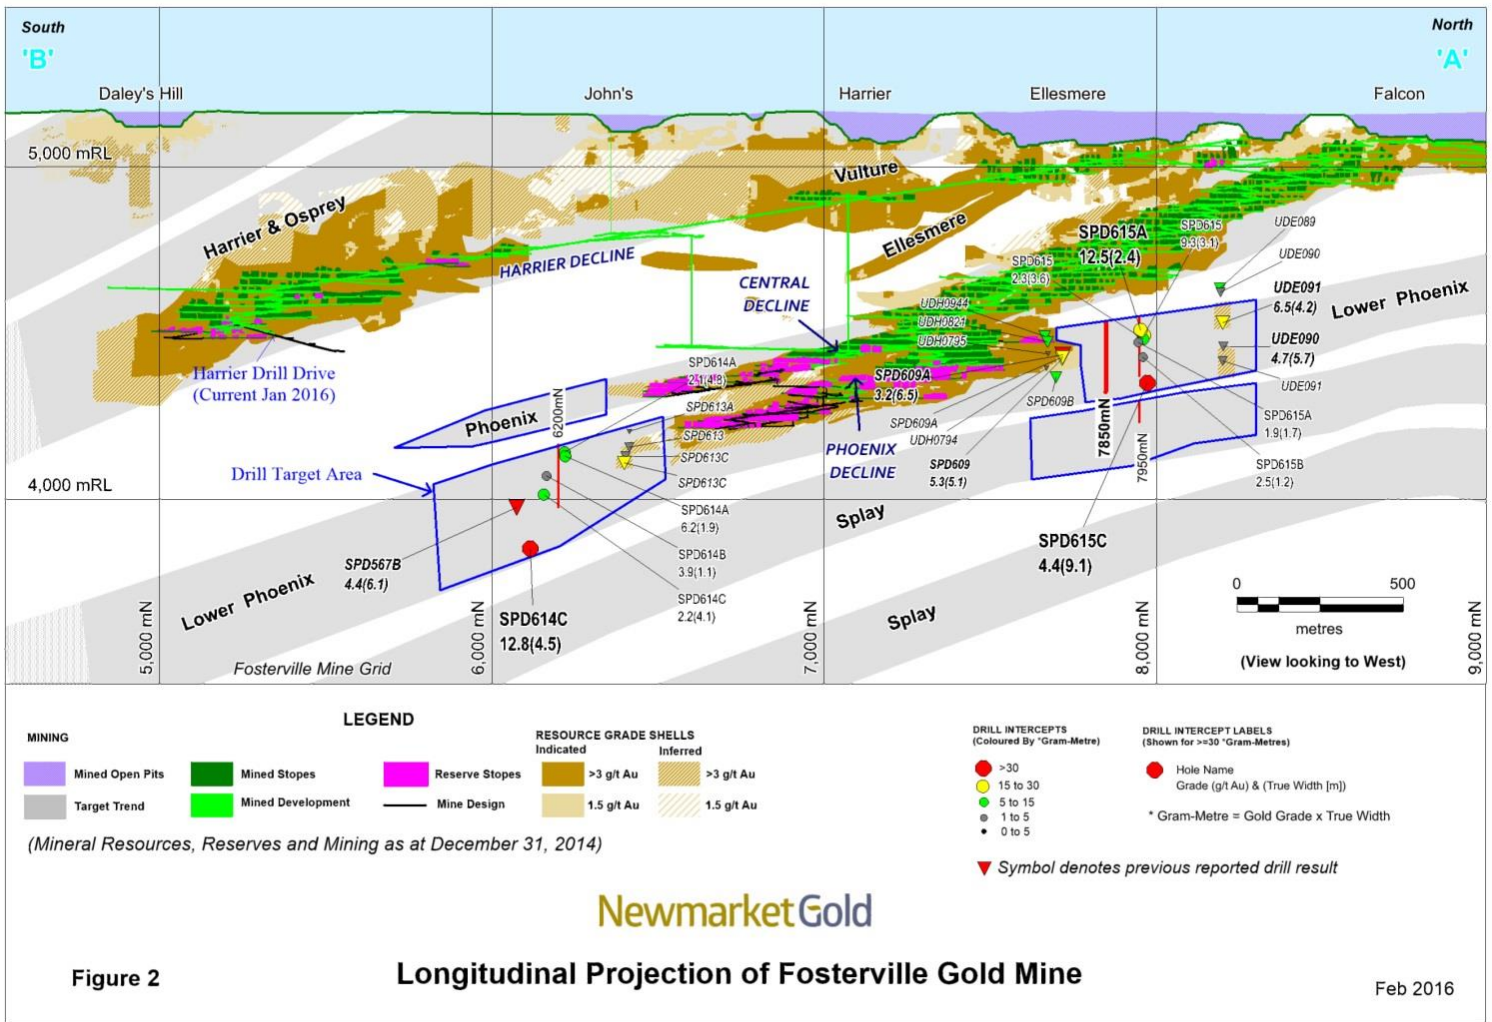 South
North
'B'
'A'
Daley's Hill
John's
Harrier
Ellesmere
Falcon
5,000 mRL
Vulture
Harrier & Osprey
Ellesmere
SPD615A
12.5(2.4)
SPD615
9.3(3.1)
UDE089
UDE090
SPD615
2.3(3.6)
HARRIER DECLINE
CENTRAL
DECLINE
UDE091
6.5(4.2)
Lower Phoenix
UDH0944
UDH0821
UDH0795
UDE090
4.7(5.7)
UDE091
Harrier Drill Drive
(Current Jan 2016)
SPD614A
2.1(4.8)
SPD609A
3.2(6.5)
SPD609B
Phoenix
6200mN
SPD613A
SPD613
SPD613C
SPD613C
SPD609A
UDH0794
SPD609
5.3(5.1)
PHOENIX
DECLINE
7850mN
7950mN
SPD615A
1.9(1.7)
SPD615B
2.5(1.2)
Drill Target Area
4,000 mRL
SPD614A
6.2(1.9)
Splay
SPD615C
4.4(9.1)
SPD567B
4.4(6.1)
SPD614B
3.9(1.1)
Lower Phoenix
SPD614C
12.8(4.5)
SPD614C
2.2(4.1)
Splay
0
500
metres
(View looking to West)
5,000 mN
6,000 mN
7,000 mN
8,000 mN
9,000 mN
Fosterville Mine Grid
LEGEND
MINING
Mined Open Pits
Mined Stopes
Reserve Stopes
Target Trend
Mined Development
Mine Design
RESOURCE GRADE SHELLS
Indicated
Inferred
>3 g/t Au
>3 g/t Au
1.5 g/t Au
1.5 g/t Au
(Mineral Resources, Reserves and Mining as at December 31, 2014)
DRILL INTERCEPTS
(Coloured By *Gram-Metre)
>30
15 to 30
5 to 15
1 to 5
0 to 5
Symbol denotes previous reported drill result
DRILL INTERCEPT LABELS
(Shown for >=30 *Gram-Metres)
Hole Name
Grade (g/t Au) & (True Width [m])
* Gram-Metre = Gold Grade x True Width
NewmarketGold
Figure 2
Longitudinal Projection of Fosterville Gold Mine
Feb 2016